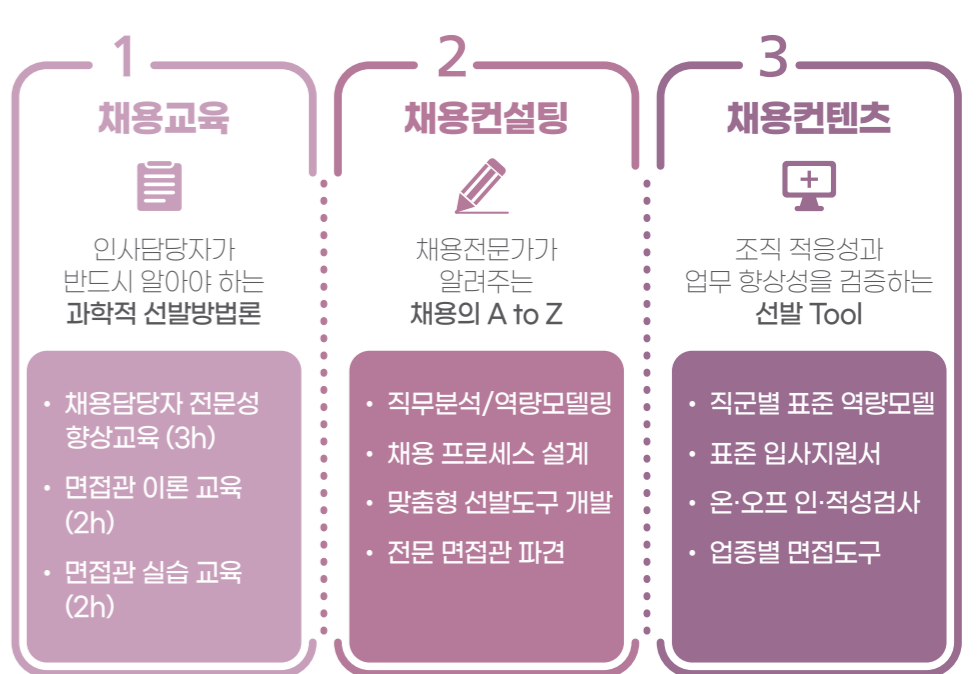 1
채용교육
인사담당자가
반드시 알아야 하는
과학적 선발방법론
• 채용담당자 전문성
향상교육 (3h)
• 면접관 이론 교육
(2h)
• 면접관 실습 교육
(2h)
2
채용컨설팅
채용전문가가
알려주는
채용의 A to Z
• 직무분석/역량모델링
• 채용 프로세스 설계
• 맞춤형 선발도구 개발
• 전문 면접관 파견
3
채용컨텐츠
조직 적응성과
업무 향상성을 검증하는
선발 Tool
• 직군별 표준 역량모델
• 표준 입사지원서
• 온·오프 인·적성검사
• 업종별 면접도구